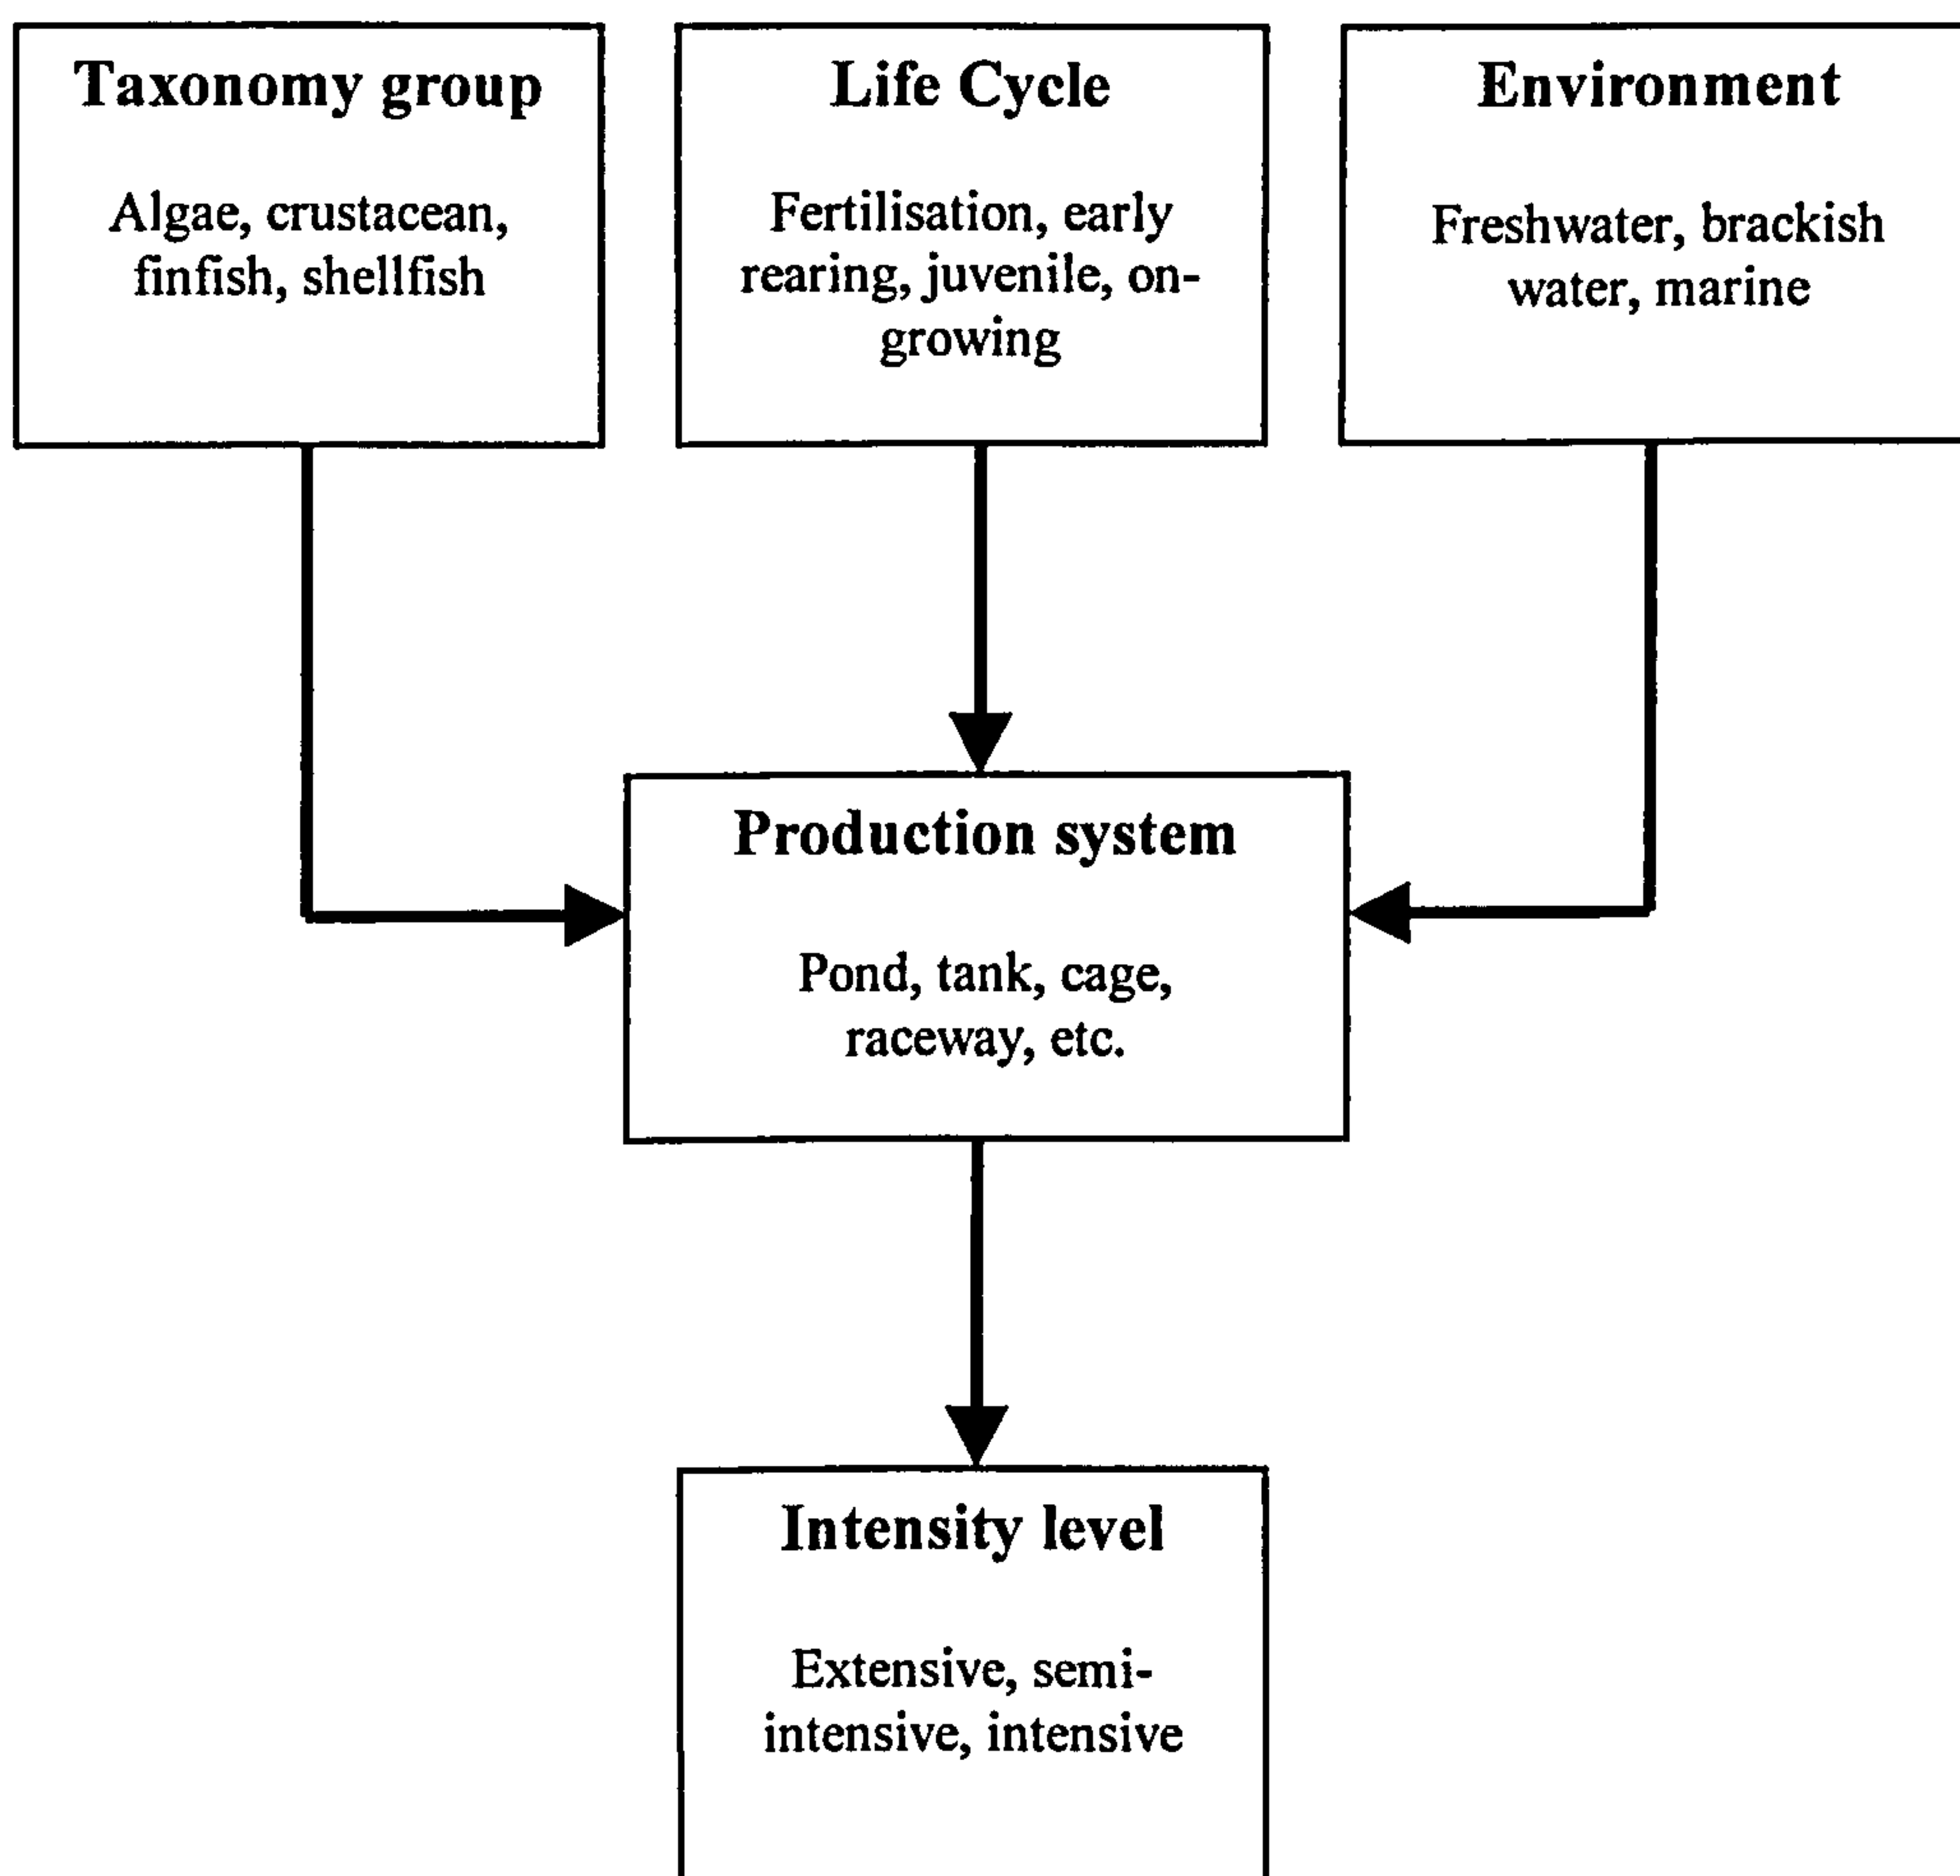 Taxonomy group
Algae, crustacean,
finfish, shellfish
Life Cycle
Fertilisation, early
rearing, juvenile, on-
growing
Environment
Freshwater, brackish
water, marine
Production system
Pond, tank, cage,
raceway, etc.
Intensity level
Extensive, semi-
intensive, intensive